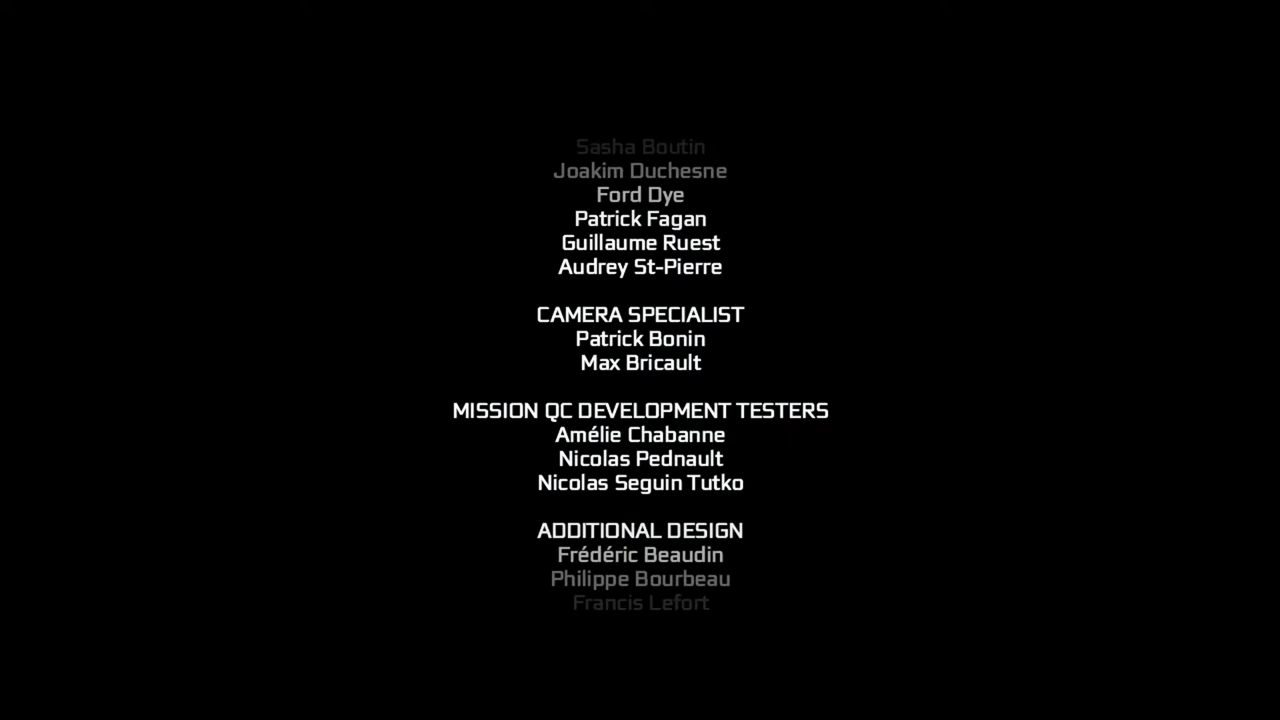 Sasha Boutin
Joakim Duchesne
Ford Dye
Patrick Fagan
Guillaume Ruest
Audrey St-Pierre
CAMERA SPECIALIST
Patrick Bonin
Max Bricault
MISSION QC DEVELOPMENT TESTERS
Amélie Chabanne
Nicolas Pednault
Nicolas Seguin Tutko
ADDITIONAL DESIGN
Frédéric Beaudin
Philippe Bourbeau
Francis Lefort